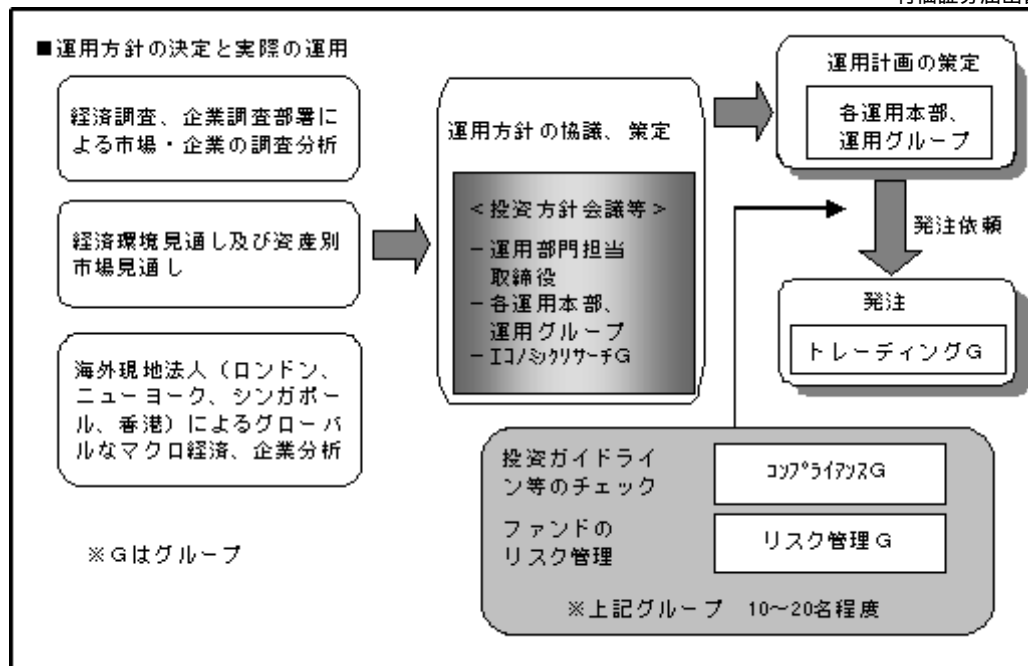 ■運用方針の決定と実際の運用
経済調査、企業調査部署に
よる市場・企業の調査分析
経済環境見通し及び資産別
市場見通し
海外現地法人（ロンドン、
ニューヨーク、シンガポー
ル、香港）によるグローバ
ルなマクロ経済、企業分析
※Gはグループ
運用方針の協議、策定
＜投資方針会議等＞
－運用部門担当
取締役
－各運用本部、
運用グループ
－ｴｺﾉﾐｯｸﾘｻｰﾁG
運用計画の策定
各運用本部、
運用グループ
発注依頼
発注
トレーディングG
投資ガイドライ
ン等のチェック
ｺﾝﾌﾟﾗｲｱﾝｽG
ファンドの
リスク管理
リスク管理G
※上記グループ　10～20名程度